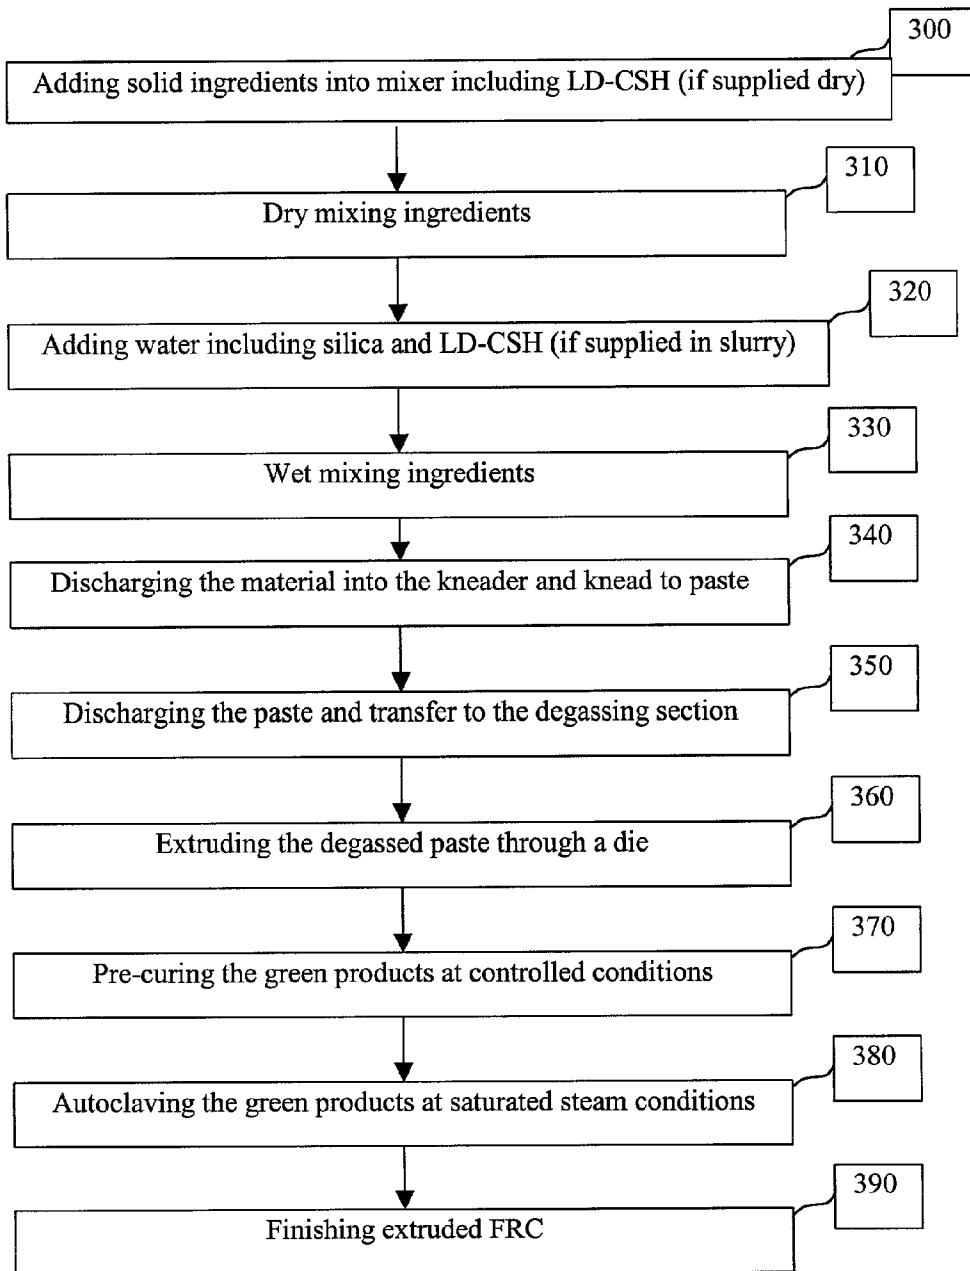 300
Adding solid ingredients into mixer including LD-CSH (if supplied dry)
310
Dry mixing ingredients
320
Adding water including silica and LD-CSH (if supplied in slurry)
330
Wet mixing ingredients
340
Discharging the material into the kneader and knead to paste
350
Discharging the paste and transfer to the degassing section
360
Extruding the degassed paste through a die
370
Pre-curing the green products at controlled conditions
380
Autoclaving the green products at saturated steam conditions
390
Finishing extruded FRC